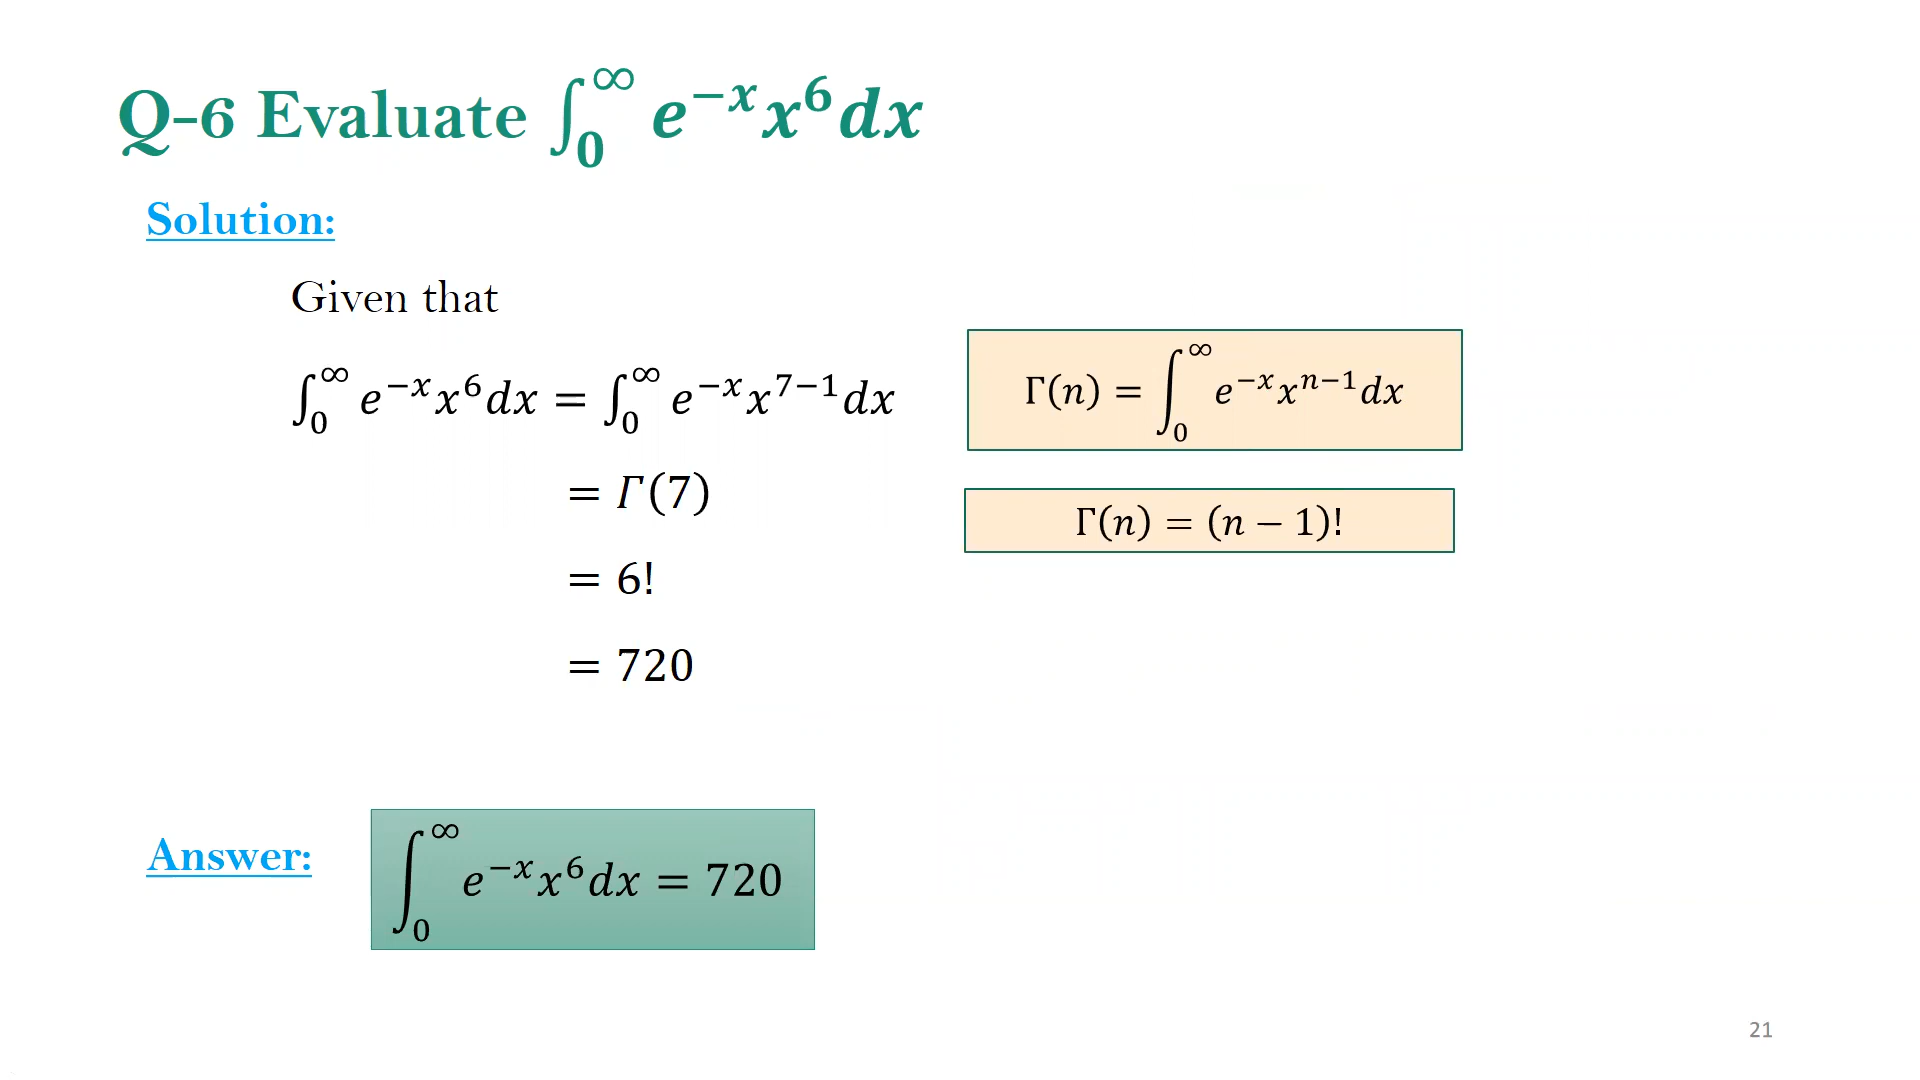 Q-6 Evaluate ∫₀^∞ e^{−x}x⁶dx
Solution:
Given that
∫₀^∞ e^{−x}x⁶dx = ∫₀^∞ e^{−x}x^{7−1}dx
= Γ(7)
= 6!
= 720
Γ(n) = ∫₀^∞ e^{−x}x^{n−1}dx
Γ(n) = (n − 1)!
Answer:
∫₀^∞ e^{−x}x⁶dx = 720
21